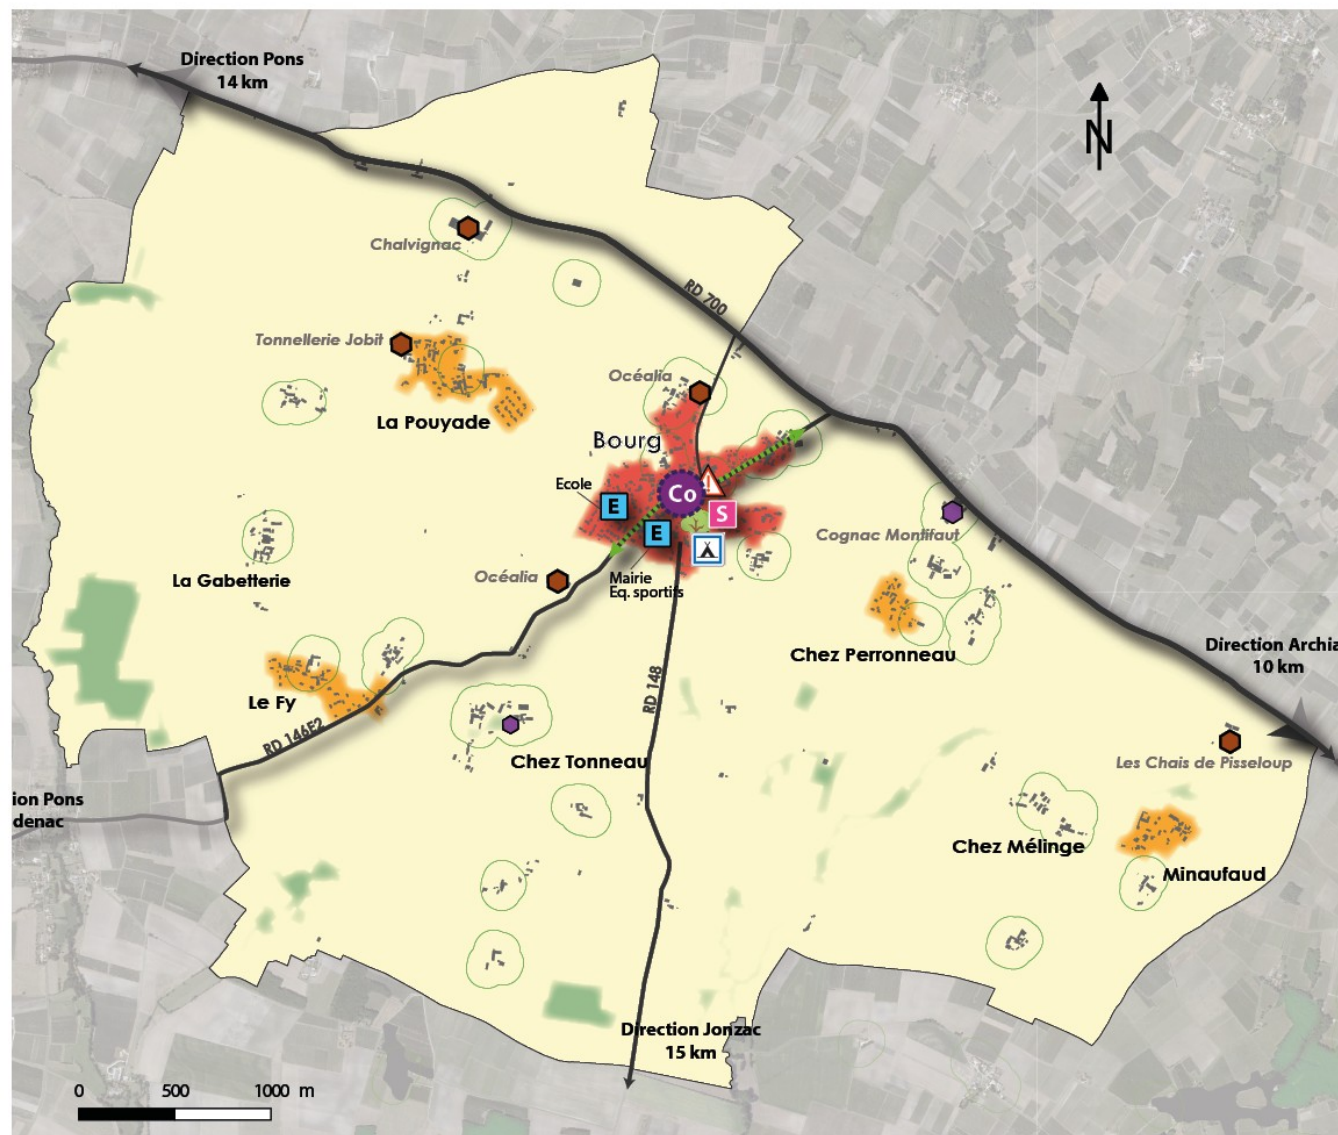 Direction Pons
14 km
N
RD 700
Chalvignac
Tonnellerie Jobit
La Pouyade
Océalia
Bourg
Ecole
E
Co
S
E
Mairie
Eq. sportifs
Océalia
Cognac Montifaut
La Gabetterie
Chez Perronneau
Direction Archia
10 km
Le Fy
RD 146E2
RD 148
Chez Tonneau
Les Chais de Pisseloup
ion Pons
denac
Chez Mélinge
Minaufaud
Direction Jonzac
15 km
0 500 1000 m